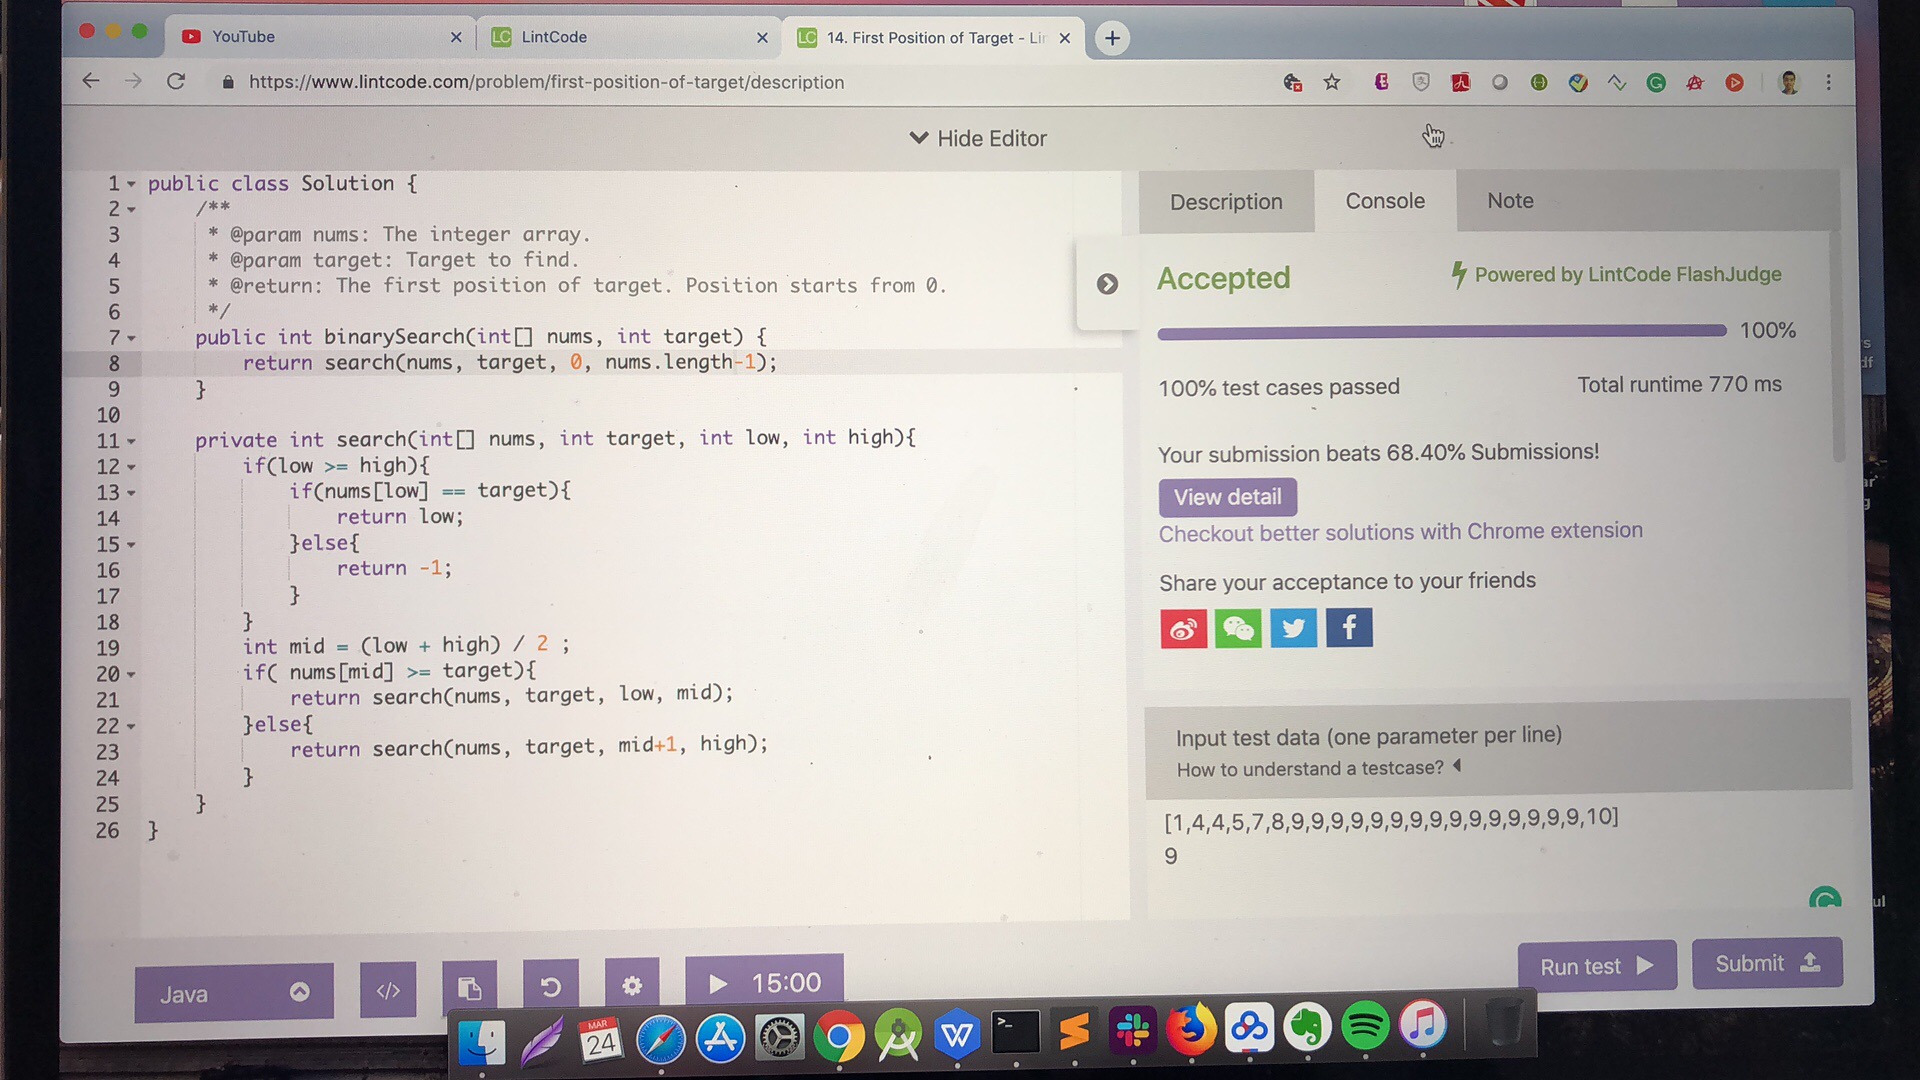 YouTube
LintCode
14. First Position of Target - Li
https://www.lintcode.com/problem/first-position-of-target/description
Hide Editor
1 public class Solution {
2 /**
3 * @param nums: The integer array.
4 * @param target: Target to find.
5 * @return: The first position of target. Position starts from 0.
6 */
7 public int binarySearch(int[] nums, int target) {
8 return search(nums, target, 0, nums.length-1);
9 }
10
11 private int search(int[] nums, int target, int low, int high){
12 if(low >= high){
13 if(nums[low] == target){
14 return low;
15 }else{
16 return -1;
17 }
18 }
19 int mid = (low + high) / 2 ;
20 if( nums[mid] >= target){
21 return search(nums, target, low, mid);
22 }else{
23 return search(nums, target, mid+1, high);
24 }
25 }
26 }
Description
Console
Note
Accepted
Powered by LintCode FlashJudge
100%
100% test cases passed
Total runtime 770 ms
Your submission beats 68.40% Submissions!
View detail
Checkout better solutions with Chrome extension
Share your acceptance to your friends
Input test data (one parameter per line)
How to understand a testcase?
[1,4,4,5,7,8,9,9,9,9,9,9,9,9,9,9,9,9,9,9,9,10]
9
Java
</>
15:00
Run test
Submit
MAR
24